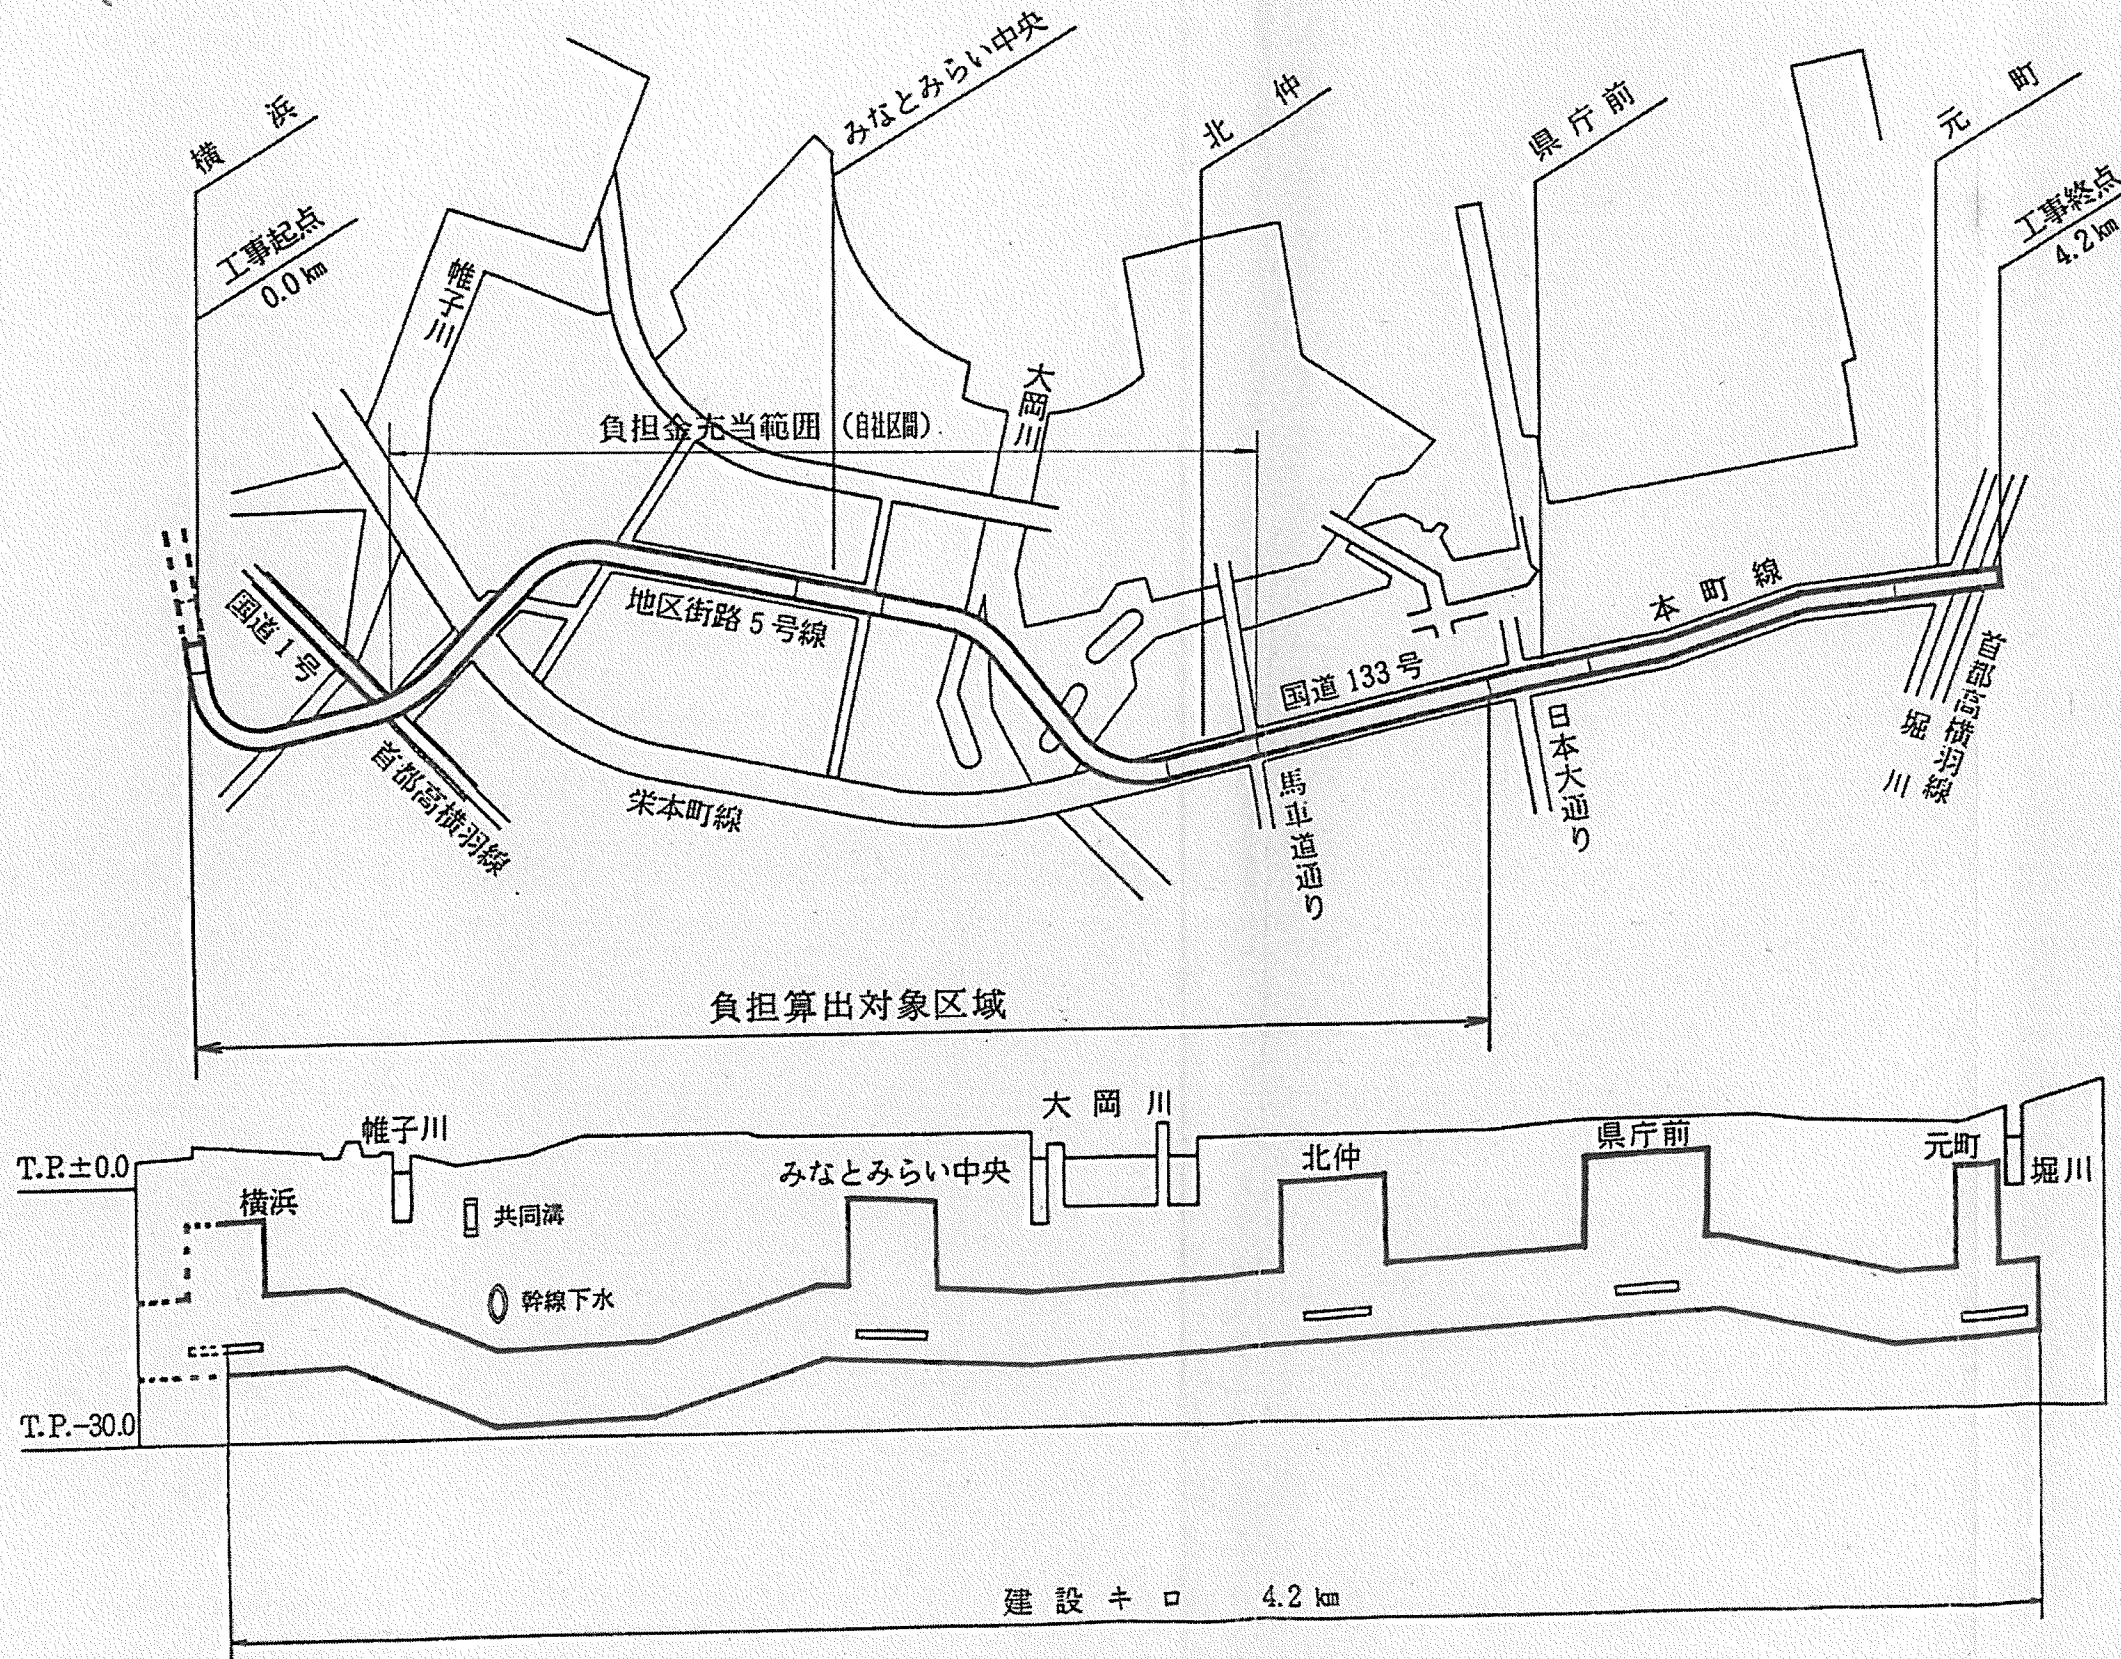 横浜
工事起点
0.0㎞
帷子川
みなとみらい中央
大岡川
北仲
県庁前
元町
工事終点
4.2㎞
負担金充当範囲（自社区間）
国道1号
首都高横羽線
地区街路5号線
栄本町線
国道133号
馬車道通り
日本大通り
本町線
堀川
首都高横羽線
負担算出対象区域
T.P.±0.0
横浜
帷子川
共同溝
幹線下水
みなとみらい中央
大岡川
北仲
県庁前
元町
堀川
T.P.-30.0
建設キロ 4.2㎞